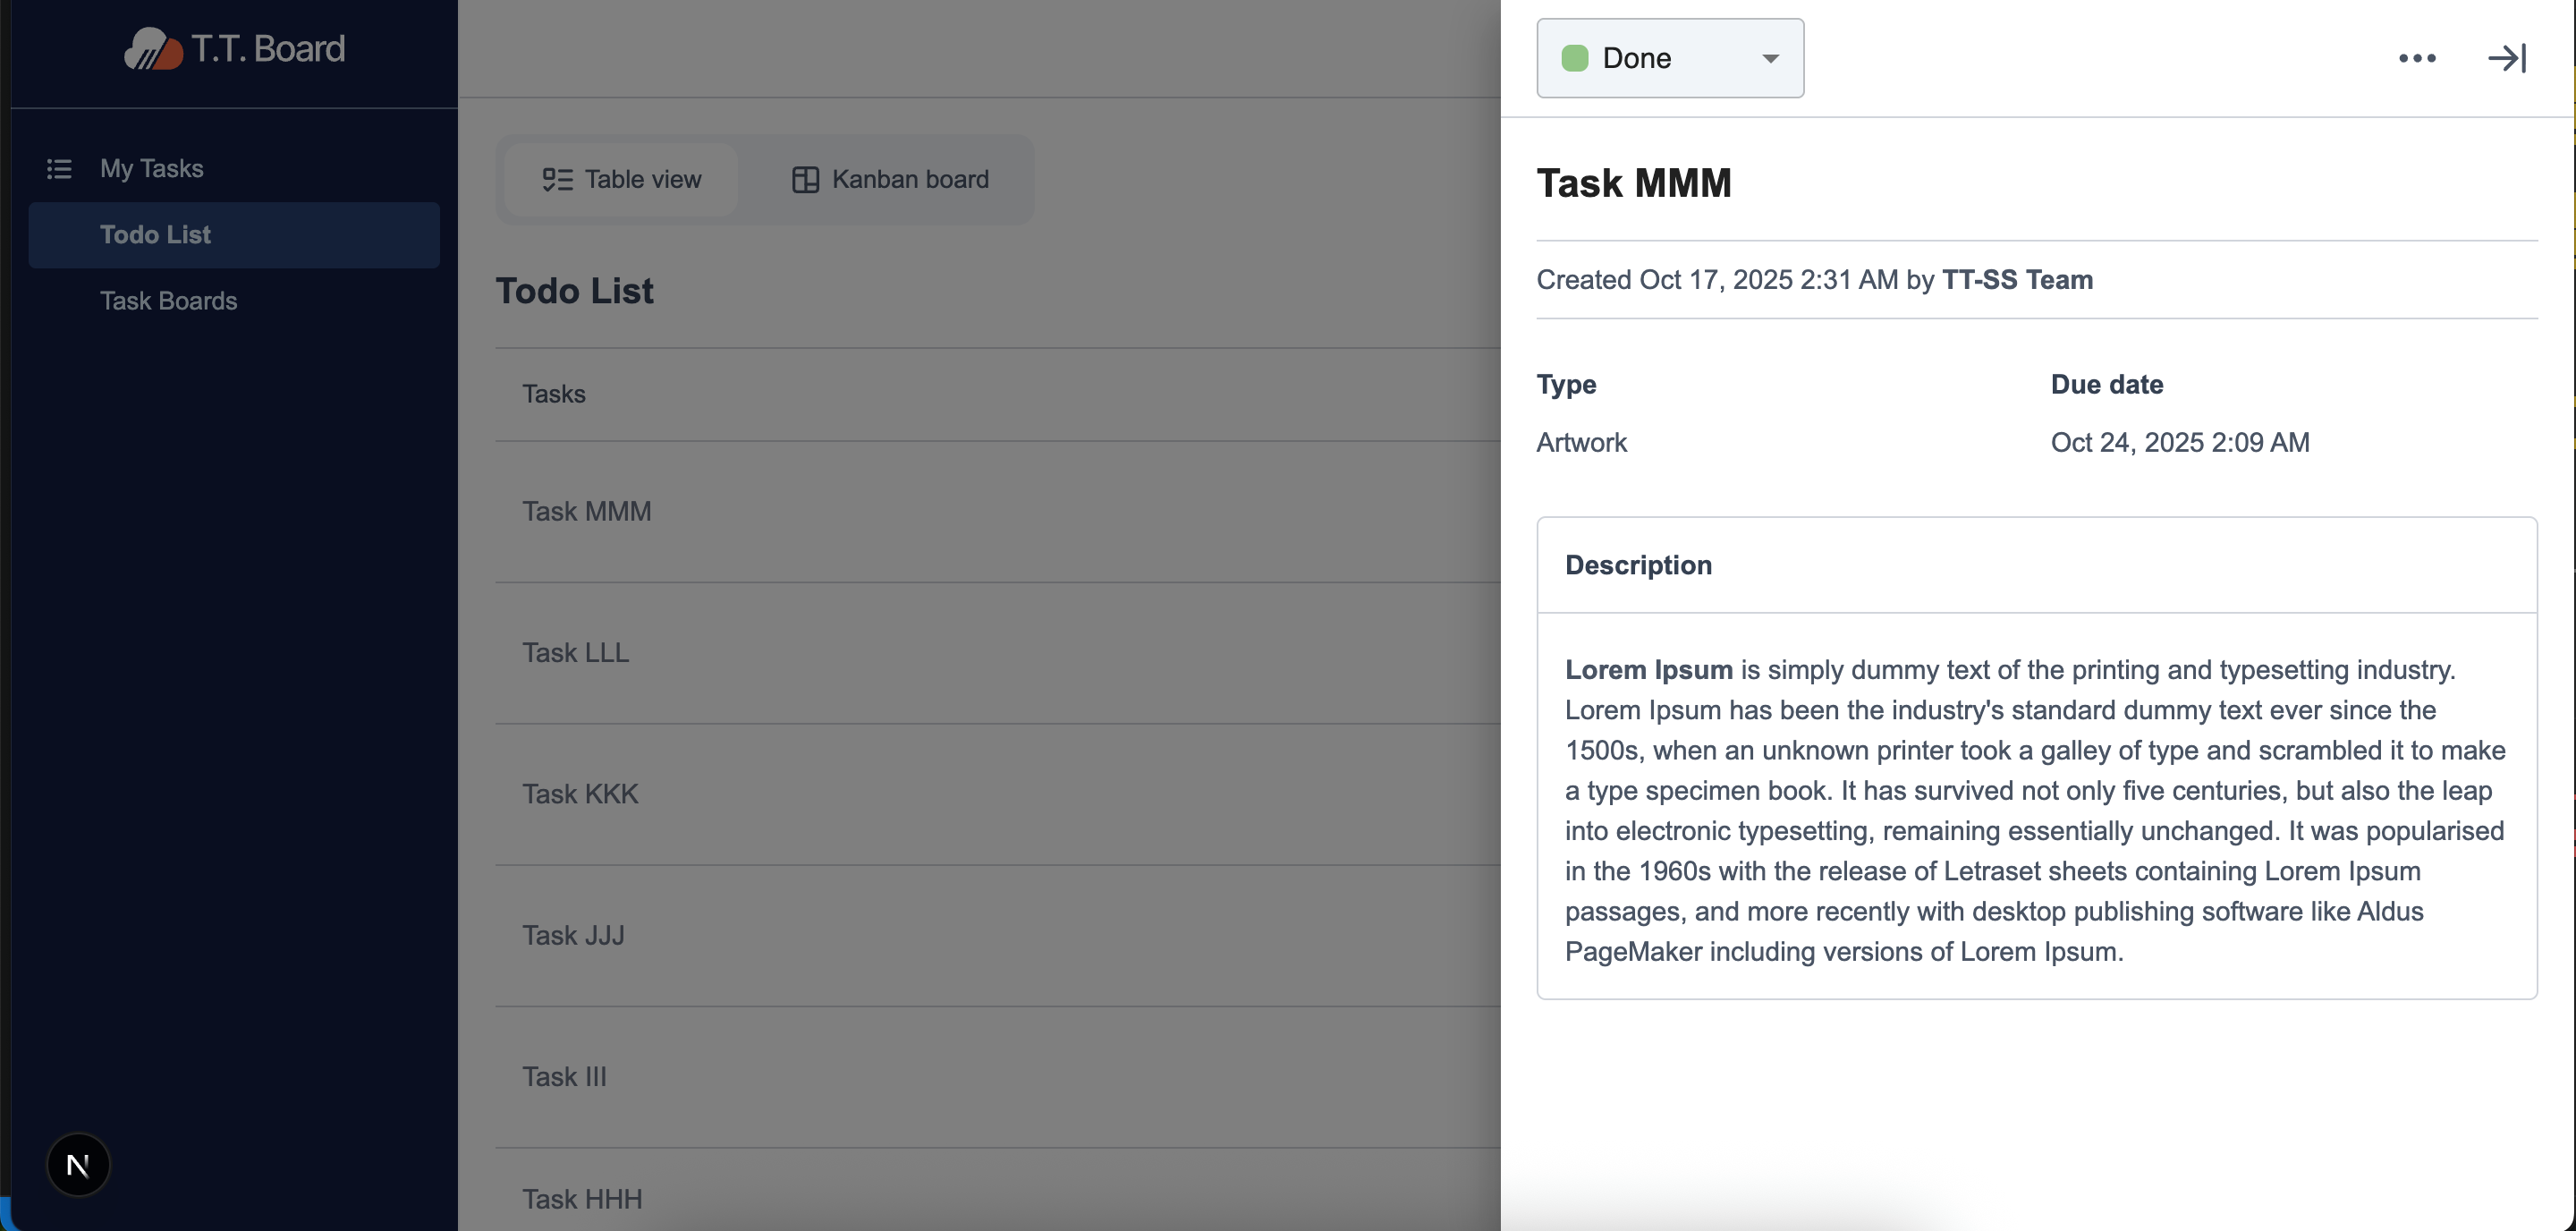 T.T. Board
My Tasks
Todo List
Task Boards
N
Table view
Kanban board
Todo List
Tasks
Task MMM
Task LLL
Task KKK
Task JJJ
Task III
Task HHH
Done
Task MMM
Created Oct 17, 2025 2:31 AM by TT-SS Team
Type
Due date
Artwork
Oct 24, 2025 2:09 AM
Description
Lorem Ipsum is simply dummy text of the printing and typesetting industry.
Lorem Ipsum has been the industry's standard dummy text ever since the
1500s, when an unknown printer took a galley of type and scrambled it to make
a type specimen book. It has survived not only five centuries, but also the leap
into electronic typesetting, remaining essentially unchanged. It was popularised
in the 1960s with the release of Letraset sheets containing Lorem Ipsum
passages, and more recently with desktop publishing software like Aldus
PageMaker including versions of Lorem Ipsum.